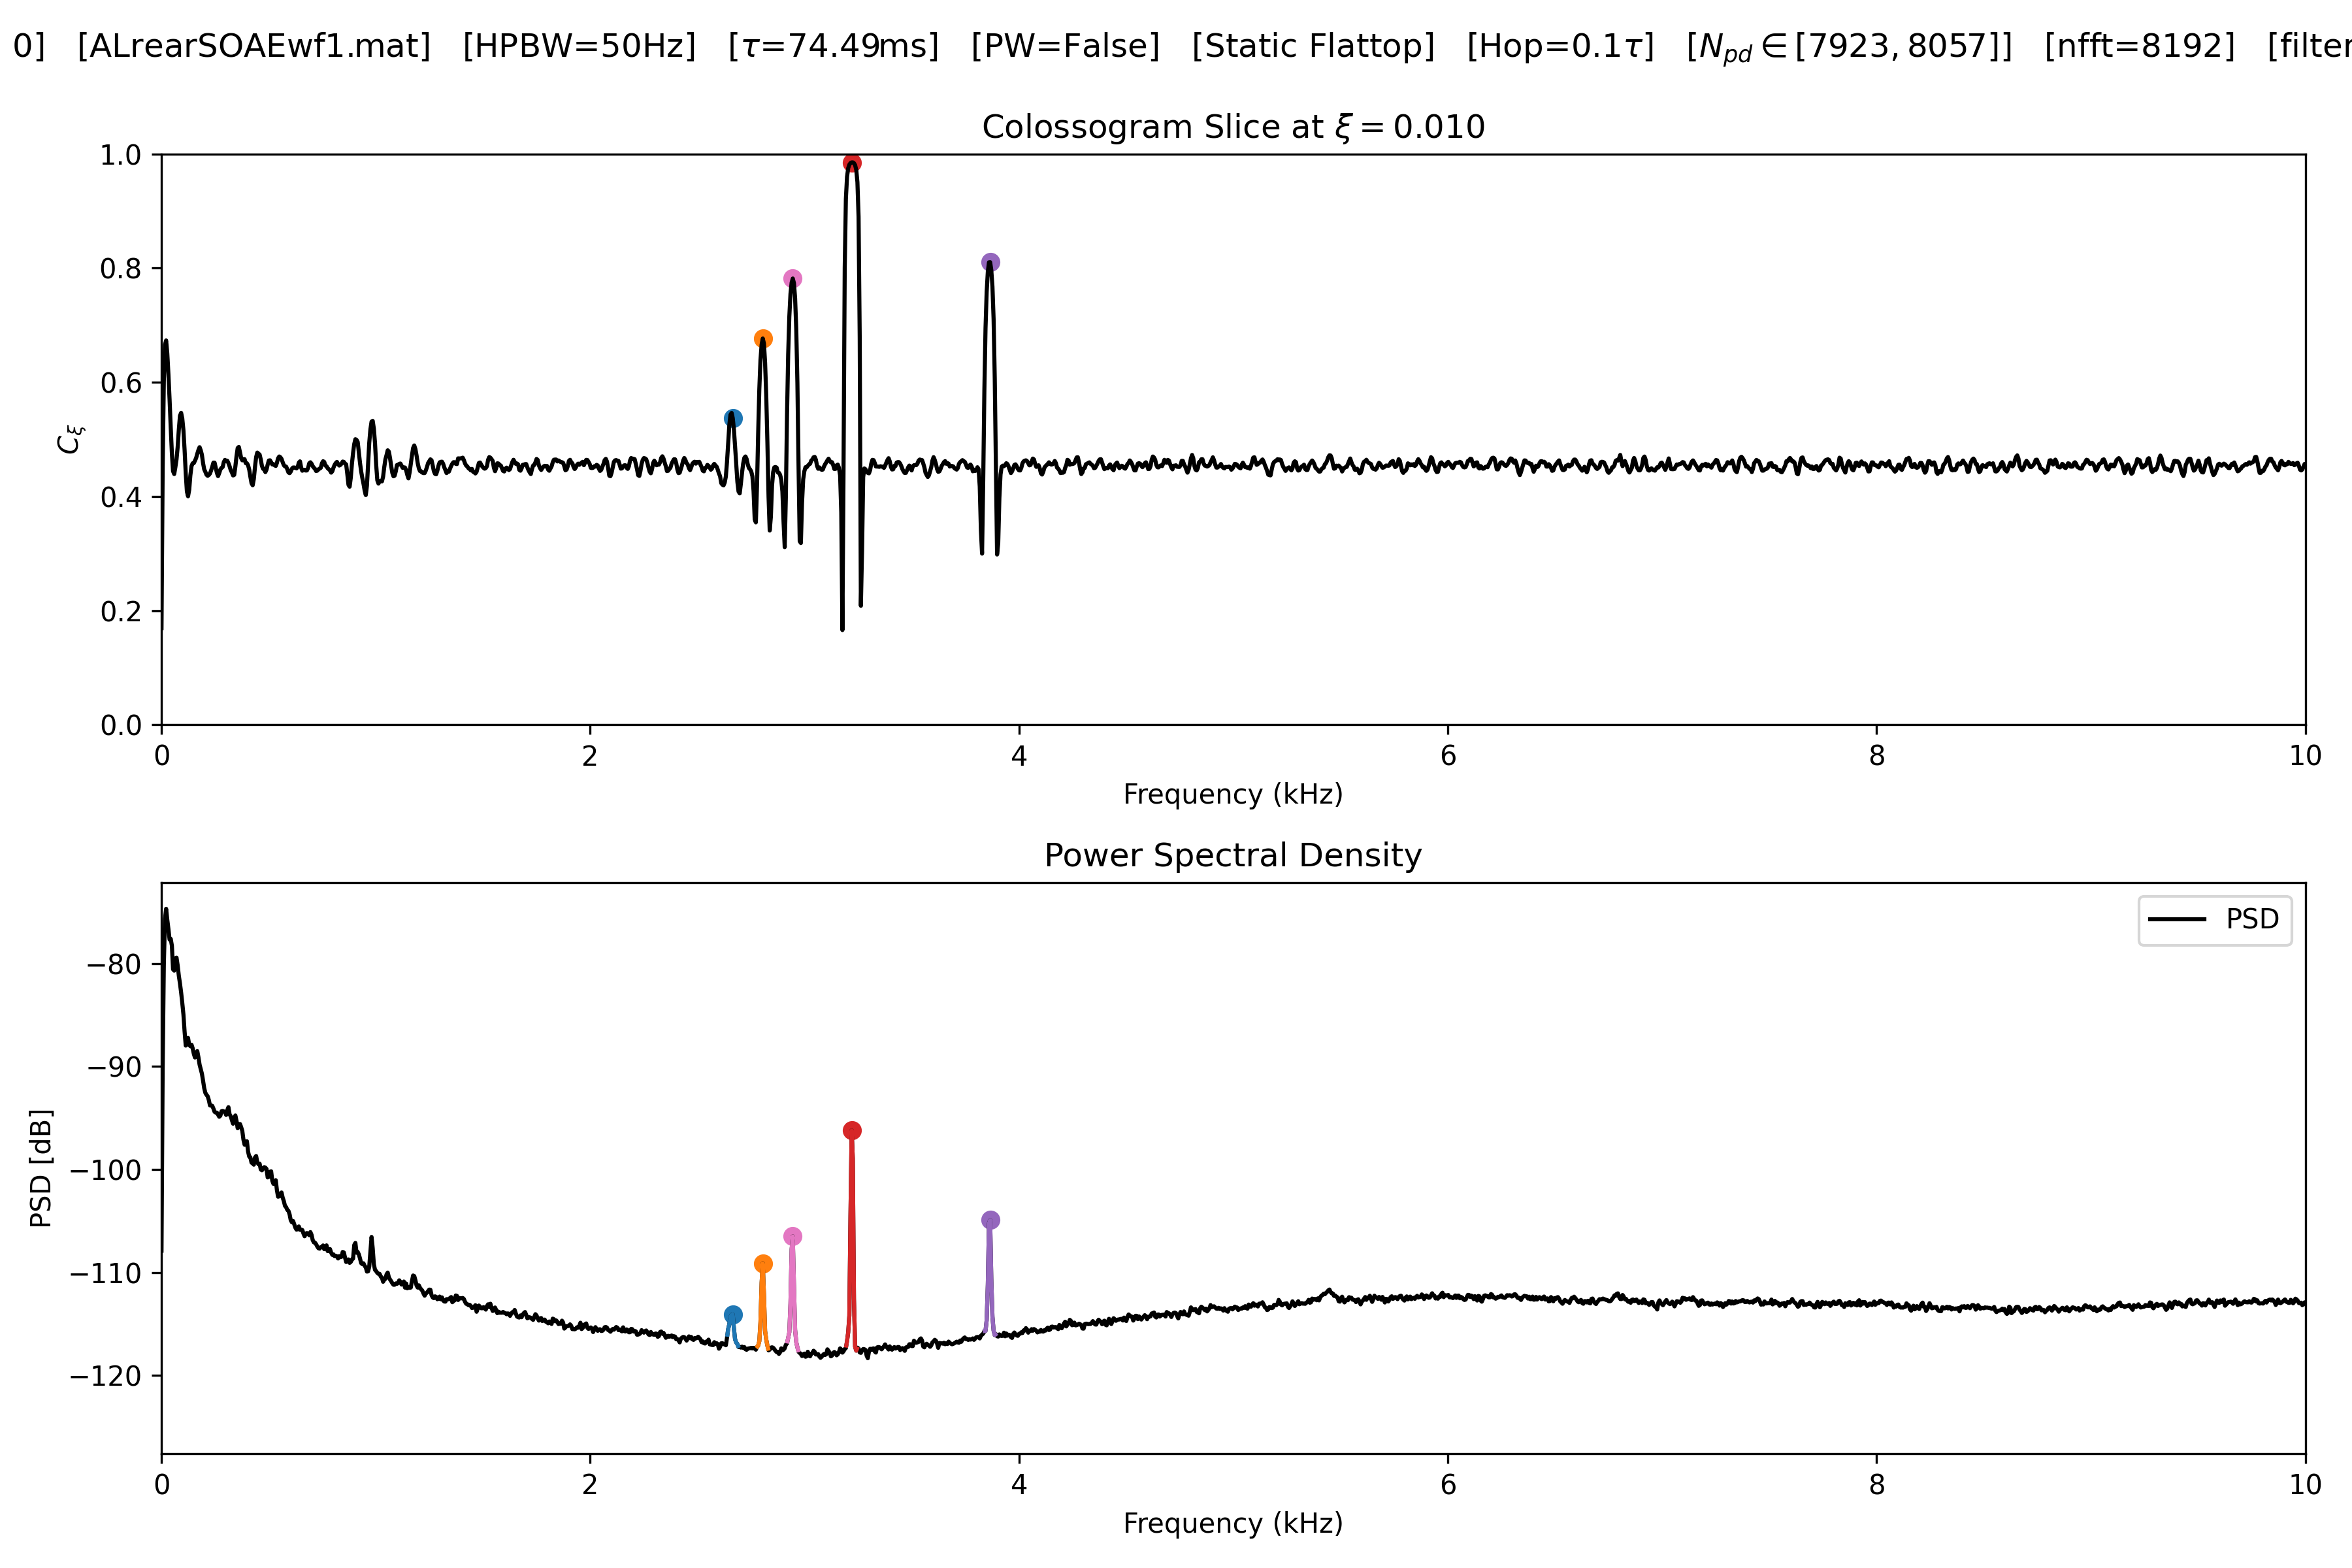 0] [ALrearSOAEwf1.mat] [HPBW=50Hz] [τ=74.49ms] [PW=False] [Static Flattop] [Hop=0.1τ] [N_pd ∈ [7923, 8057]] [nfft=8192] [filter
Colossogram Slice at ξ = 0.010
1.0
0.8
0.6
0.4
0.2
0.0
C_ξ
0 2 4 6 8 10
Frequency (kHz)
Power Spectral Density
PSD
−80
−90
−100
−110
−120
PSD [dB]
0 2 4 6 8 10
Frequency (kHz)